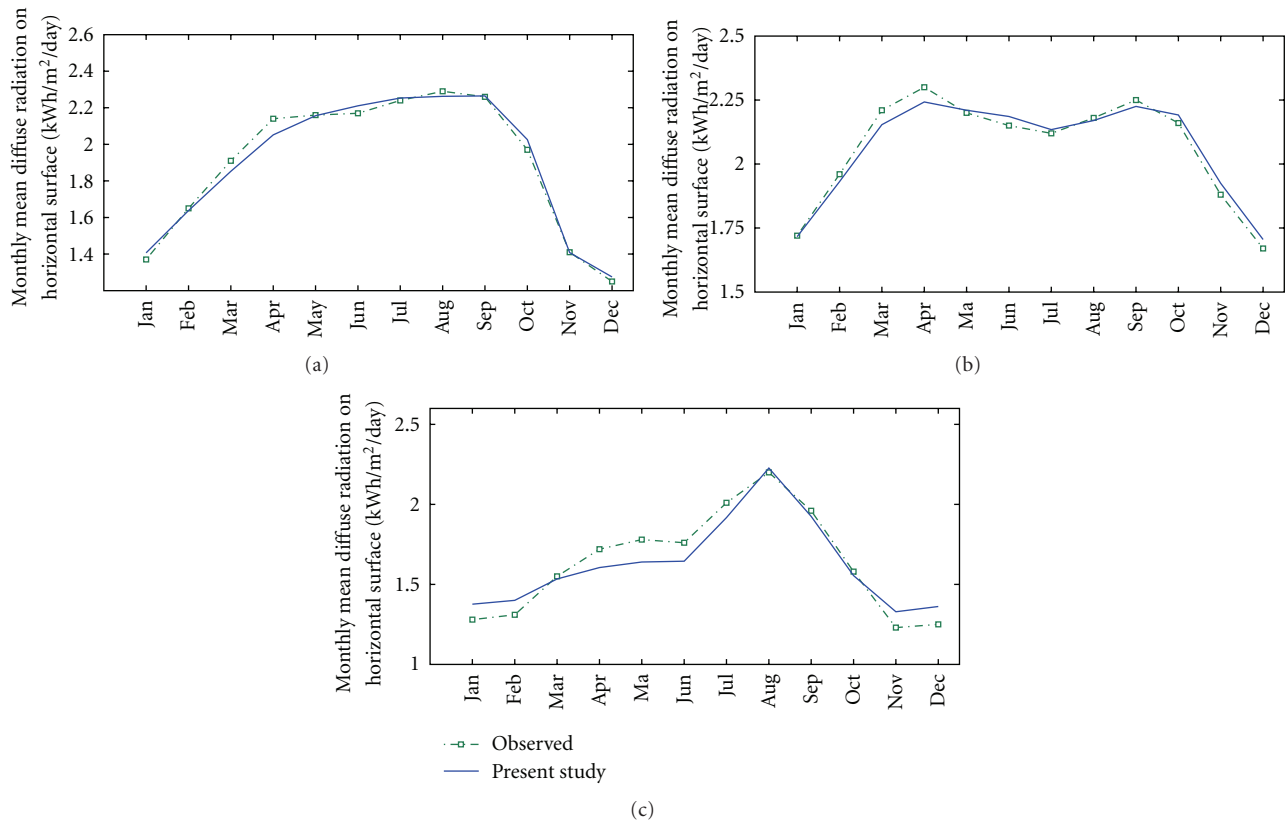 Monthly mean diffuse radiation on
horizontal surface (kWh/m²/day)
2.6
2.4
2.2
2
1.8
1.6
1.4
Jan
Feb
Mar
Apr
May
Jun
Jul
Aug
Sep
Oct
Nov
Dec
(a)
Monthly mean diffuse radiation on
horizontal surface (kWh/m²/day)
2.5
2.25
2
1.75
1.5
Jan
Feb
Mar
Apr
Ma
Jun
Jul
Aug
Sep
Oct
Nov
Dec
(b)
Monthly mean diffuse radiation on
horizontal surface (kWh/m²/day)
2.5
2
1.5
1
Jan
Feb
Mar
Apr
Ma
Jun
Jul
Aug
Sep
Oct
Nov
Dec
Observed
Present study
(c)